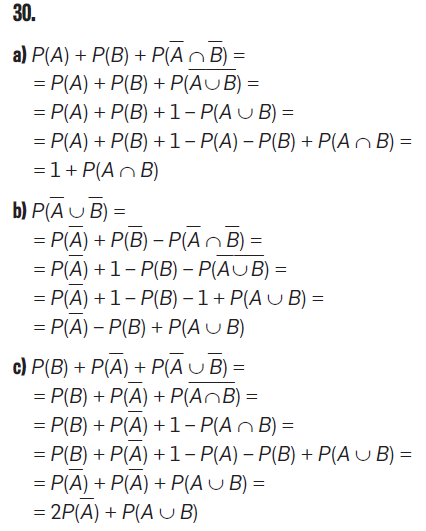 30.
a) P(A) + P(B) + P(A̅ ∩ B̅) =
= P(A) + P(B) + P(A̅∪̅B̅) =
= P(A) + P(B) + 1 – P(A ∪ B) =
= P(A) + P(B) + 1 – P(A) – P(B) + P(A ∩ B) =
= 1 + P(A ∩ B)
b) P(A̅ ∪ B̅) =
= P(A̅) + P(B̅) – P(A̅ ∩ B̅) =
= P(A̅) + 1 – P(B) – P(A̅∪̅B̅) =
= P(A̅) + 1 – P(B) – 1 + P(A ∪ B) =
= P(A̅) – P(B) + P(A ∪ B)
c) P(B) + P(A̅) + P(A̅ ∪ B̅) =
= P(B) + P(A̅) + P(A̅∩̅B̅) =
= P(B) + P(A̅) + 1 – P(A ∩ B) =
= P(B) + P(A̅) + 1 – P(A) – P(B) + P(A ∪ B) =
= P(A̅) + P(A̅) + P(A ∪ B) =
= 2P(A̅) + P(A ∪ B)